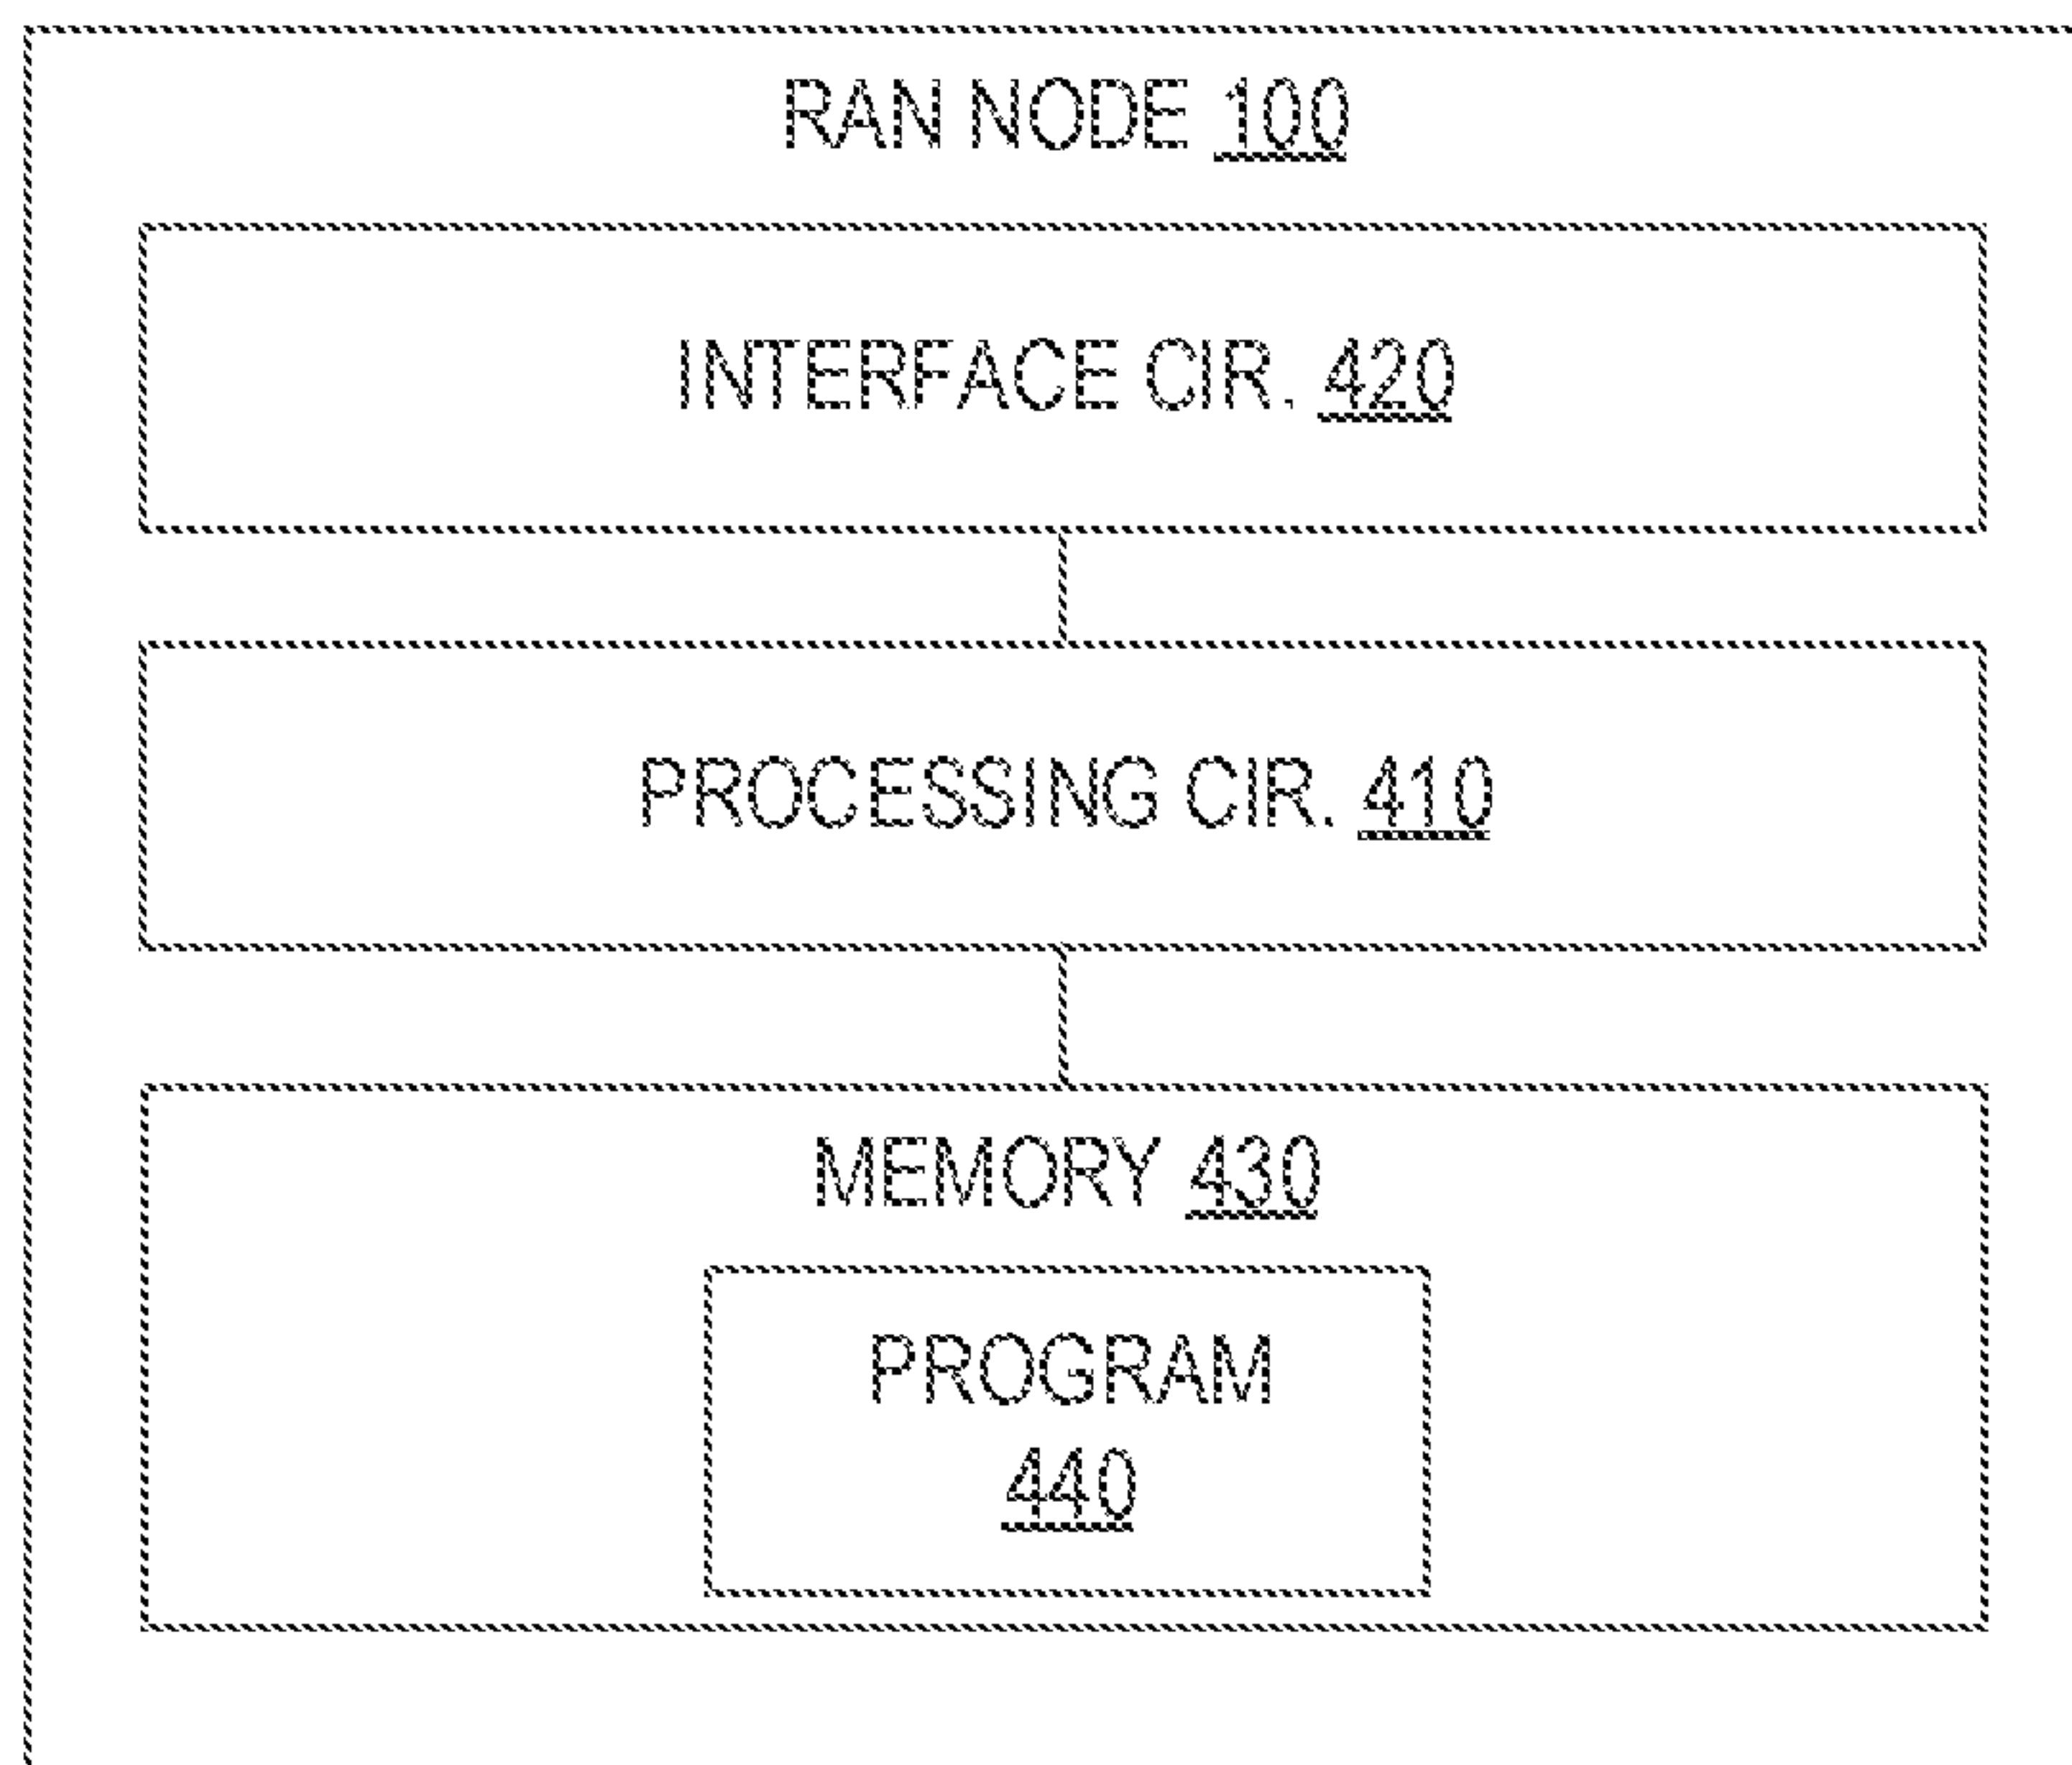 RAN NODE 100
INTERFACE CIR. 420
PROCESSING CIR. 410
MEMORY 430
PROGRAM
440